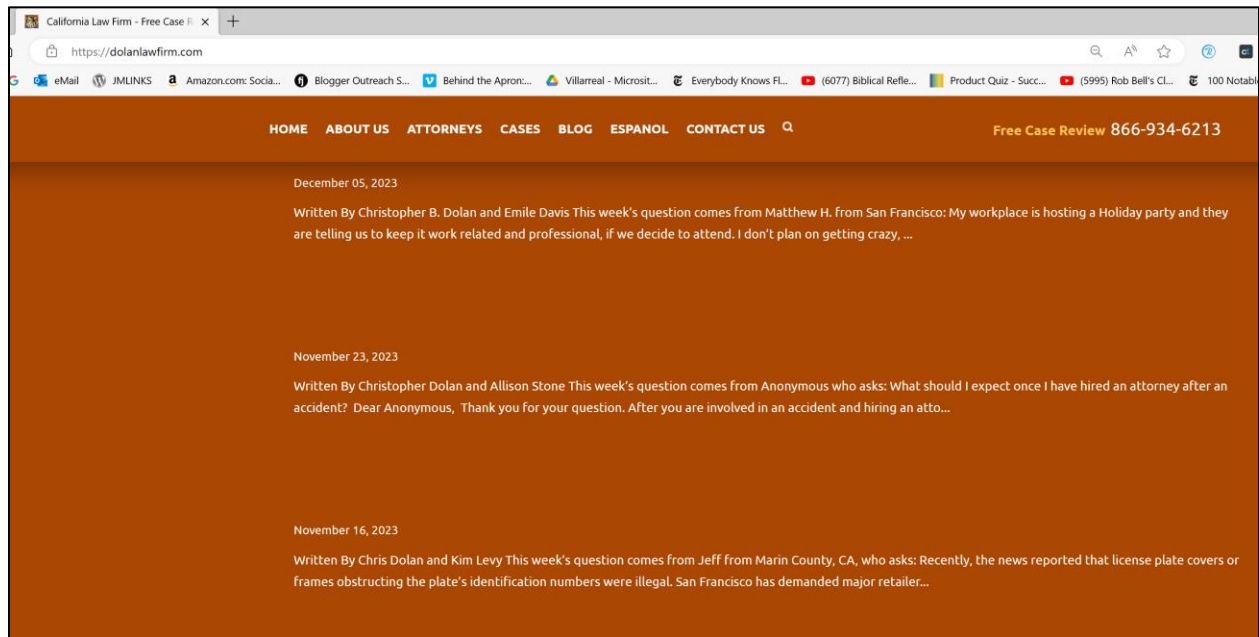 California Law Firm - Free Case R
https://dolanlawfirm.com
eMail JMLINKS Amazon.com: Socia... Blogger Outreach S... Behind the Apron:... Villarreal - Microsit... Everybody Knows Fl... (6077) Biblical Refle... Product Quiz - Succ... (5995) Rob Bell's Cl... 100 Notabl
HOME ABOUT US ATTORNEYS CASES BLOG ESPANOL CONTACT US Free Case Review 866-934-6213
December 05, 2023
Written By Christopher B. Dolan and Emile Davis This week’s question comes from Matthew H. from San Francisco: My workplace is hosting a Holiday party and they
are telling us to keep it work related and professional, if we decide to attend. I don’t plan on getting crazy, ...
November 23, 2023
Written By Christopher Dolan and Allison Stone This week’s question comes from Anonymous who asks: What should I expect once I have hired an attorney after an
accident? Dear Anonymous, Thank you for your question. After you are involved in an accident and hiring an atto...
November 16, 2023
Written By Chris Dolan and Kim Levy This week’s question comes from Jeff from Marin County, CA, who asks: Recently, the news reported that license plate covers or
frames obstructing the plate’s identification numbers were illegal. San Francisco has demanded major retailer...